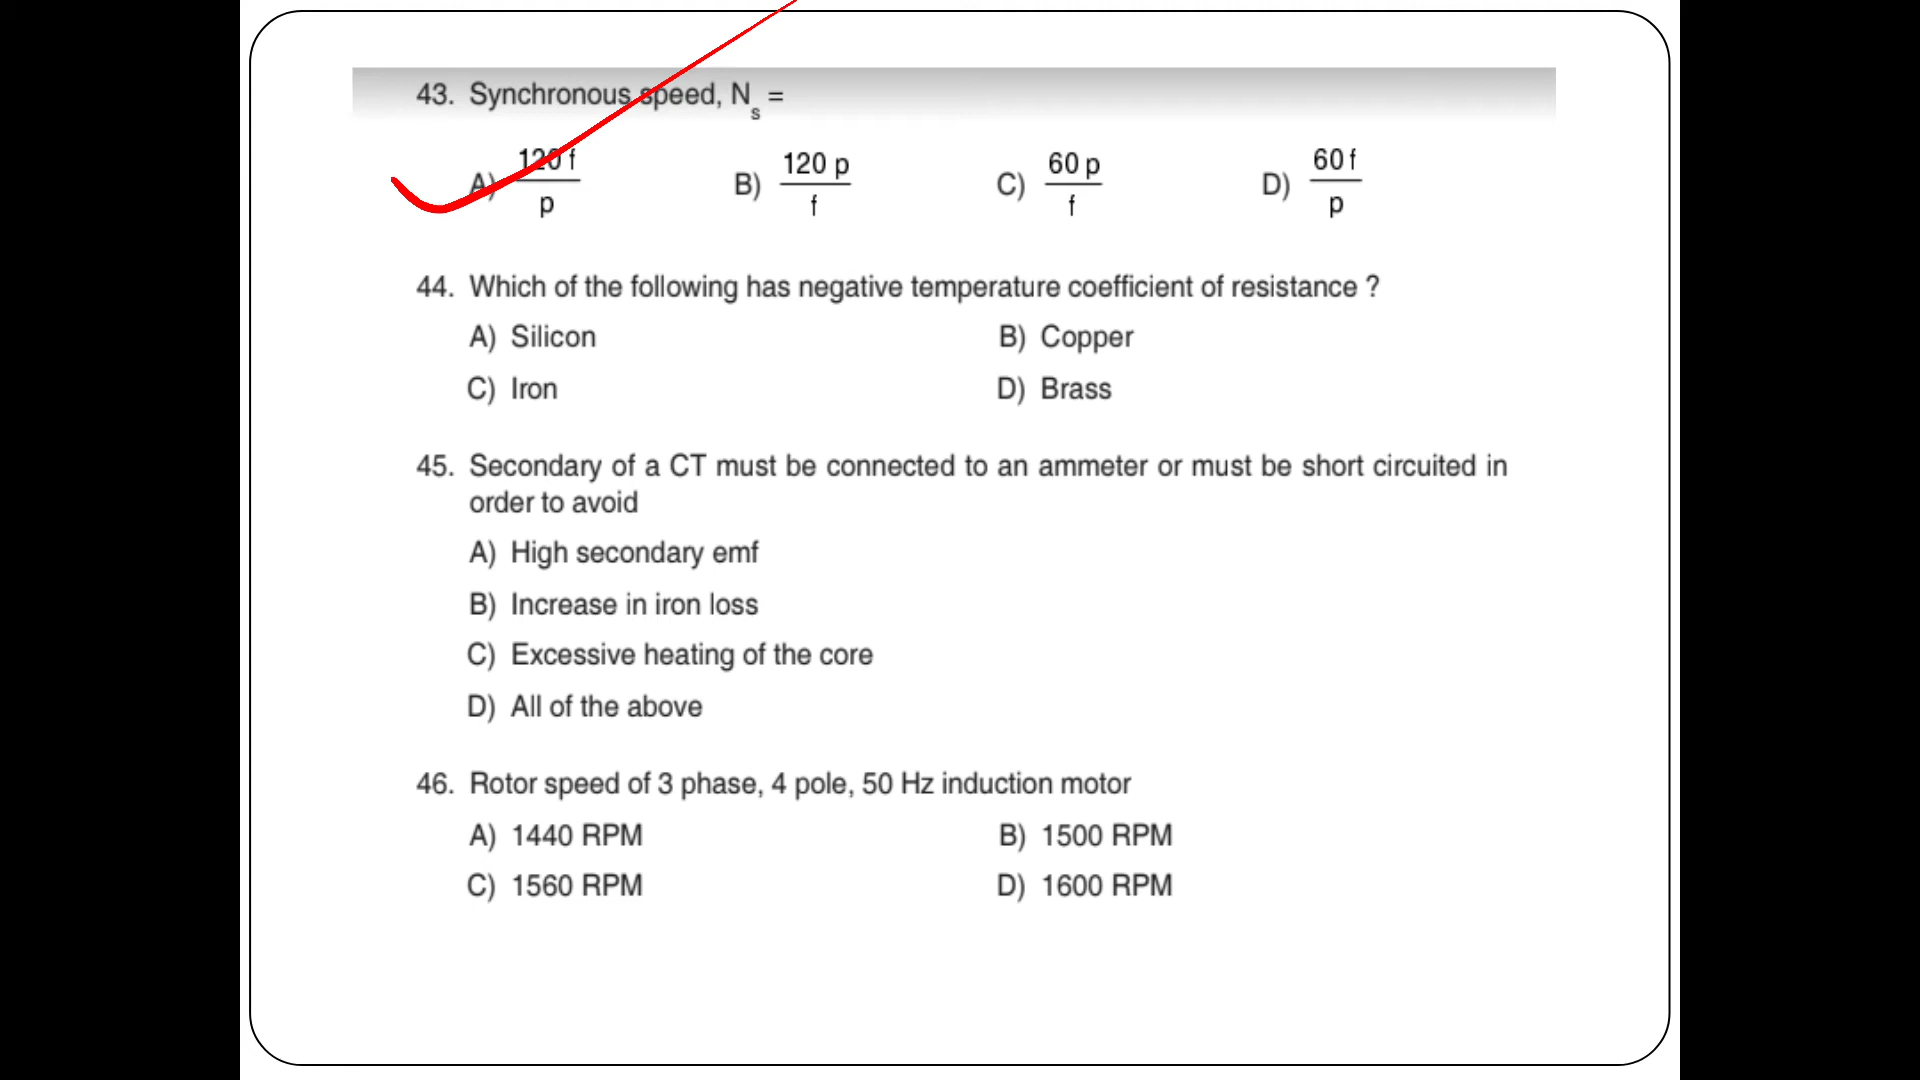 43. Synchronous speed, Ns =
A) 120 f / p B) 120 p / f C) 60 p / f D) 60 f / p
44. Which of the following has negative temperature coefficient of resistance ?
A) Silicon B) Copper
C) Iron D) Brass
45. Secondary of a CT must be connected to an ammeter or must be short circuited in
order to avoid
A) High secondary emf
B) Increase in iron loss
C) Excessive heating of the core
D) All of the above
46. Rotor speed of 3 phase, 4 pole, 50 Hz induction motor
A) 1440 RPM B) 1500 RPM
C) 1560 RPM D) 1600 RPM